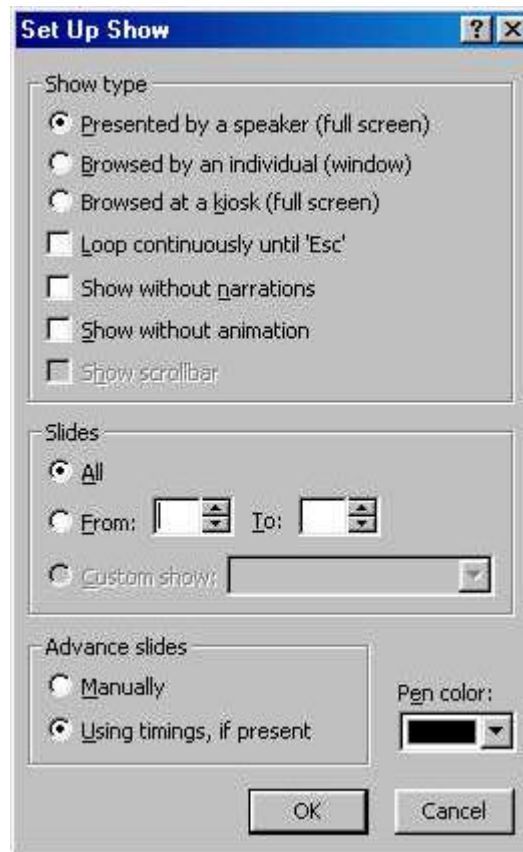 Set Up Show
Show type
Presented by a speaker (full screen)
Browsed by an individual (window)
Browsed at a kiosk (full screen)
Loop continuously until 'Esc'
Show without narrations
Show without animation
Show scrollbar
Slides
All
From: To:
Custom show:
Advance slides
Manually
Using timings, if present
Pen color:
OK Cancel